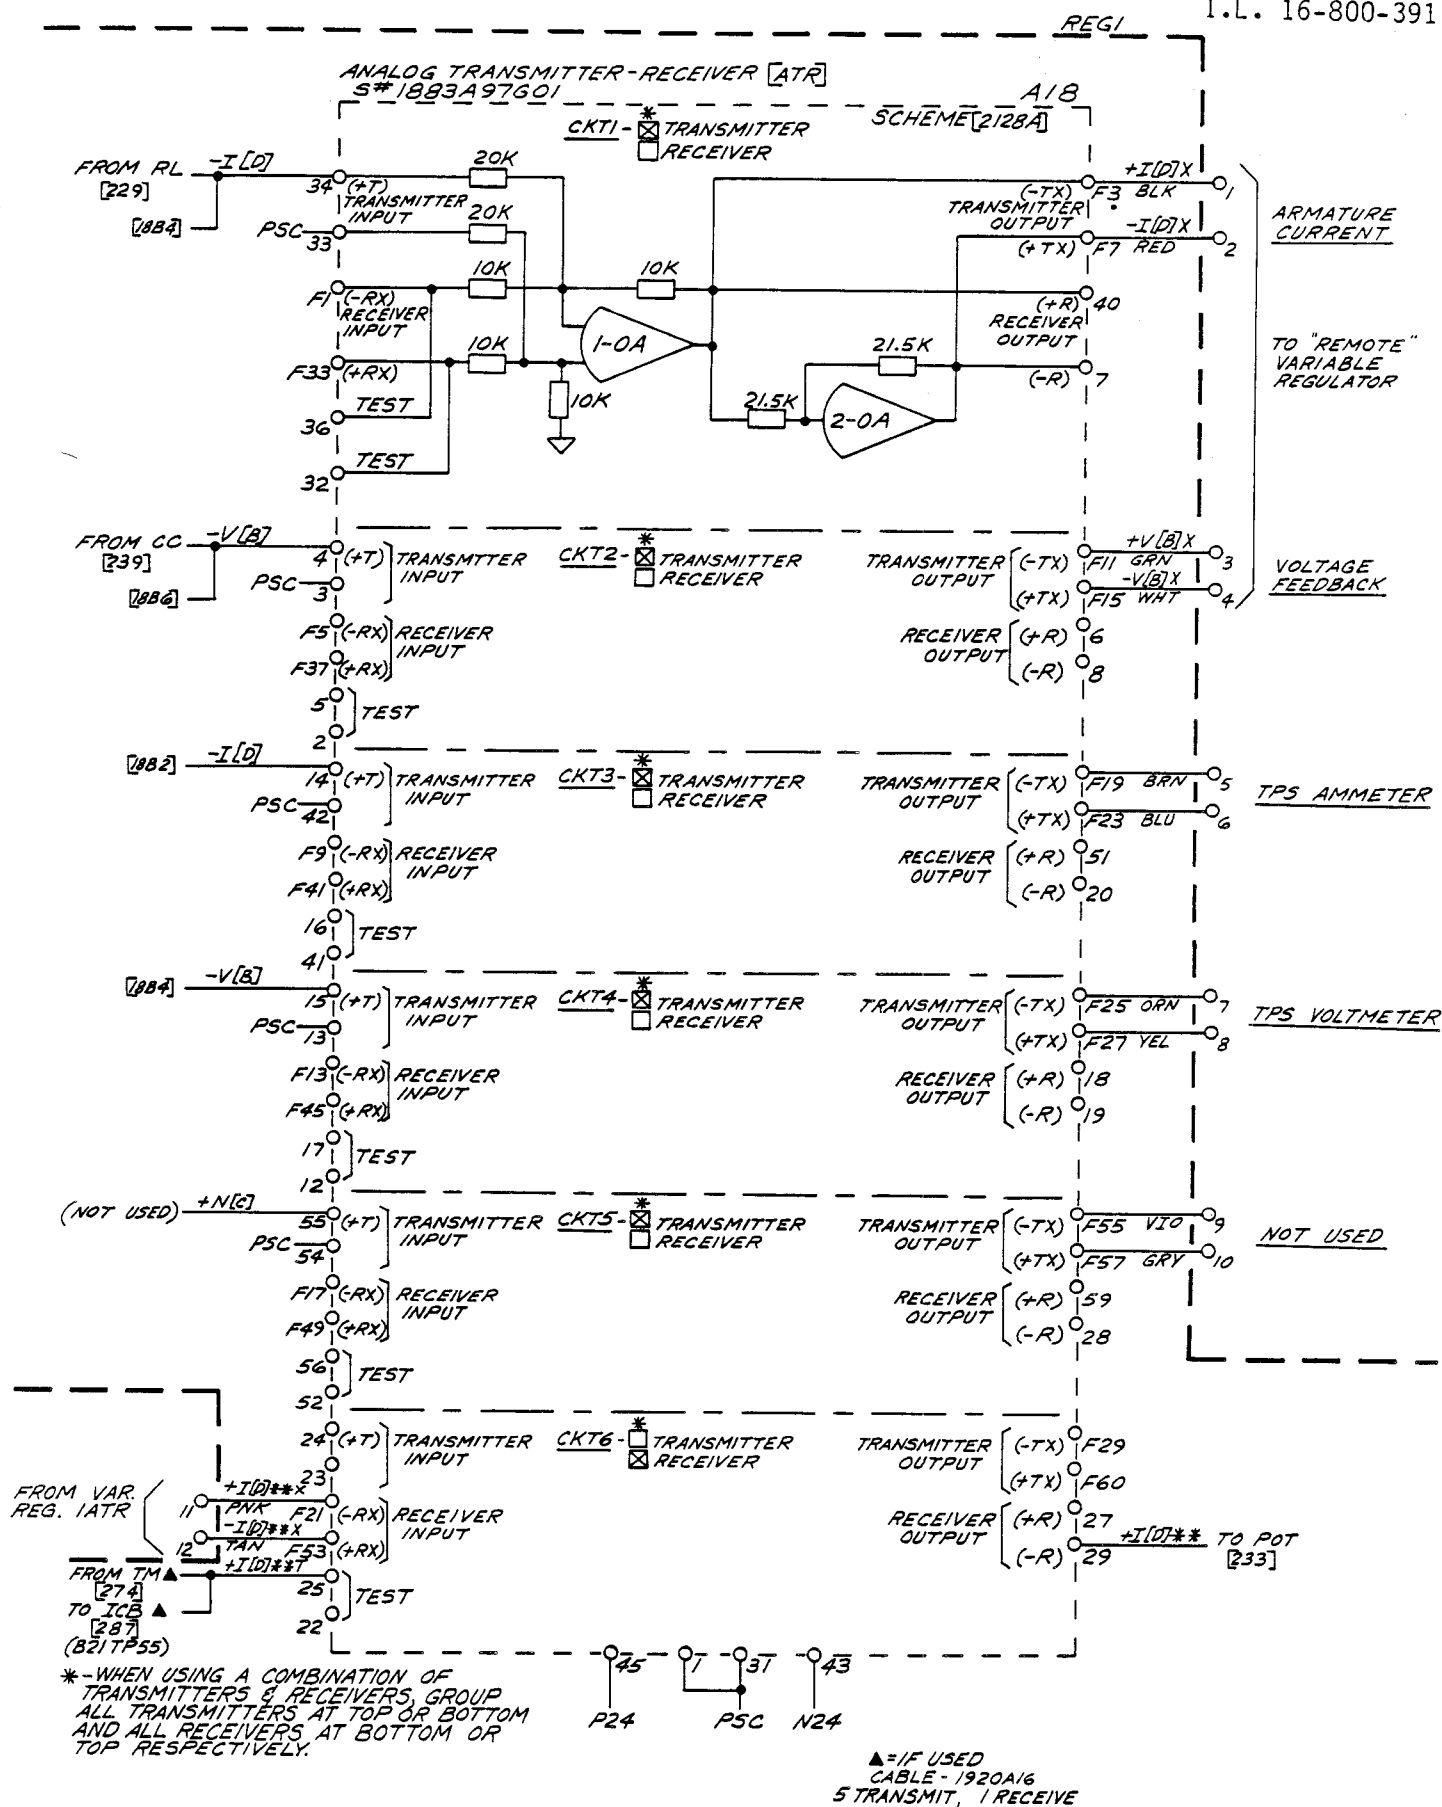 I.L. 16-800-391
REG1
ANALOG TRANSMITTER-RECEIVER [ATR]
S# 1883A97G01
A18
SCHEME [2128A]
*
CKT1- ☒ TRANSMITTER
☐ RECEIVER
FROM RL
[229]
-I[D]
[18B4]
34
(+T)
TRANSMITTER
INPUT
20K
PSC
33
20K
F1
(-RX)
RECEIVER
INPUT
10K
10K
F33
(+RX)
10K
10K
1-OA
36
TEST
32
TEST
21.5K
21.5K
2-OA
(-TX)
TRANSMITTER
OUTPUT
(+TX)
F3
+I[D]X
BLK
1
F7
-I[D]X
RED
2
ARMATURE
CURRENT
(+R)
RECEIVER
OUTPUT
(-R)
40
7
TO "REMOTE"
VARIABLE
REGULATOR
FROM CC
[239]
-V[B]
[18B6]
4
(+T)
TRANSMTTER
INPUT
PSC
3
F5
(-RX)
RECEIVER
INPUT
F37
(+RX)
5
TEST
2
*
CKT2- ☒ TRANSMITTER
☐ RECEIVER
TRANSMITTER
OUTPUT
(-TX)
F11
+V[B]X
GRN
3
(+TX)
F15
-V[B]X
WHT
4
VOLTAGE
FEEDBACK
RECEIVER
OUTPUT
(+R)
6
(-R)
8
[18B2]
-I[D]
14
(+T)
TRANSMITTER
INPUT
PSC
42
F9
(-RX)
RECEIVER
INPUT
F41
(+RX)
16
TEST
41
*
CKT3- ☒ TRANSMITTER
☐ RECEIVER
TRANSMITTER
OUTPUT
(-TX)
F19
BRN
5
(+TX)
F23
BLU
6
TPS AMMETER
RECEIVER
OUTPUT
(+R)
51
(-R)
20
[18B4]
-V[B]
15
(+T)
TRANSMITTER
INPUT
PSC
13
F13
(-RX)
RECEIVER
INPUT
F45
(+RX)
17
TEST
12
*
CKT4- ☒ TRANSMITTER
☐ RECEIVER
TRANSMITTER
OUTPUT
(-TX)
F25
ORN
7
(+TX)
F27
YEL
8
TPS VOLTMETER
RECEIVER
OUTPUT
(+R)
18
(-R)
19
(NOT USED)
+N[C]
55
(+T)
TRANSMITTER
INPUT
PSC
54
F17
(-RX)
RECEIVER
INPUT
F49
(+RX)
56
TEST
52
*
CKT5- ☒ TRANSMITTER
☐ RECEIVER
TRANSMITTER
OUTPUT
(-TX)
F55
VIO
9
(+TX)
F57
GRY
10
NOT USED
RECEIVER
OUTPUT
(+R)
59
(-R)
28
24
(+T)
TRANSMITTER
INPUT
23
FROM VAR.
REG. 1ATR
11
+I[D]**X
PNK
F21
(-RX)
RECEIVER
INPUT
12
-I[D]**X
TAN
F53
(+RX)
FROM TM ▲
[274]
+I[D]**T
TO ICB ▲
[287]
(B21TP55)
25
TEST
22
*
CKT6- ☐ TRANSMITTER
☒ RECEIVER
TRANSMITTER
OUTPUT
(-TX)
F29
(+TX)
F60
RECEIVER
OUTPUT
(+R)
27
(-R)
29
+I[D]**
TO POT
[233]
45
1
31
43
P24
PSC
N24
*-WHEN USING A COMBINATION OF
TRANSMITTERS & RECEIVERS, GROUP
ALL TRANSMITTERS AT TOP OR BOTTOM
AND ALL RECEIVERS AT BOTTOM OR
TOP RESPECTIVELY.
▲=IF USED
CABLE-1920A16
5 TRANSMIT, 1 RECEIVE